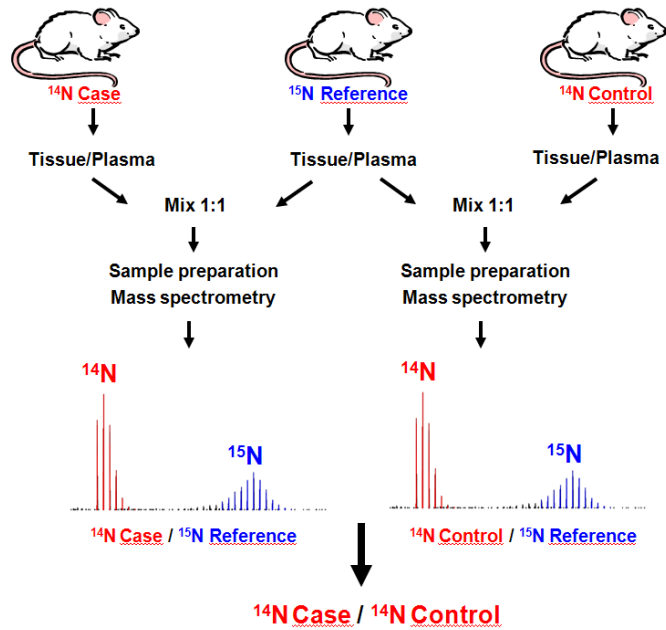 ¹⁴N Case ¹⁵N Reference ¹⁴N Control
Tissue/Plasma Tissue/Plasma Tissue/Plasma
Mix 1:1 Mix 1:1
Sample preparation Sample preparation
Mass spectrometry Mass spectrometry
¹⁴N ¹⁴N
¹⁵N ¹⁵N
¹⁴N Case / ¹⁵N Reference ¹⁴N Control / ¹⁵N Reference
¹⁴N Case / ¹⁴N Control